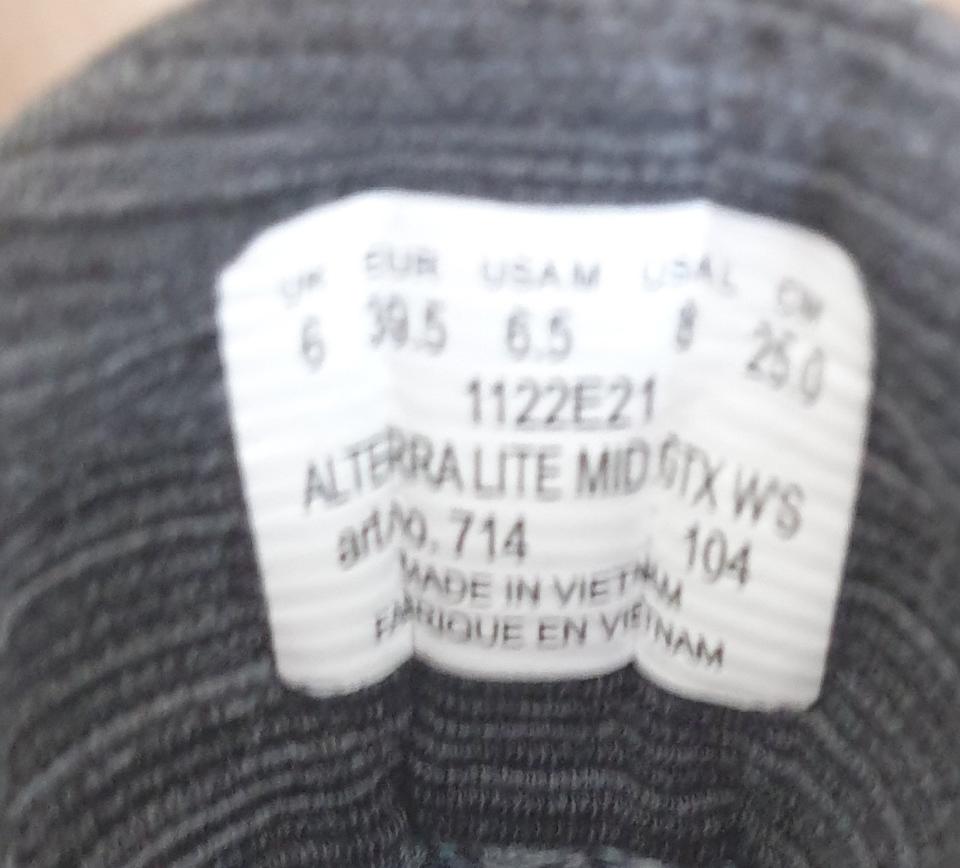 UK EUR USA M USA L CM
6 39.5 6.5 8 25.0
1122E21
ALTERRA LITE MID GTX W'S
art.no. 714 104
MADE IN VIETNAM
FABRIQUE EN VIETNAM